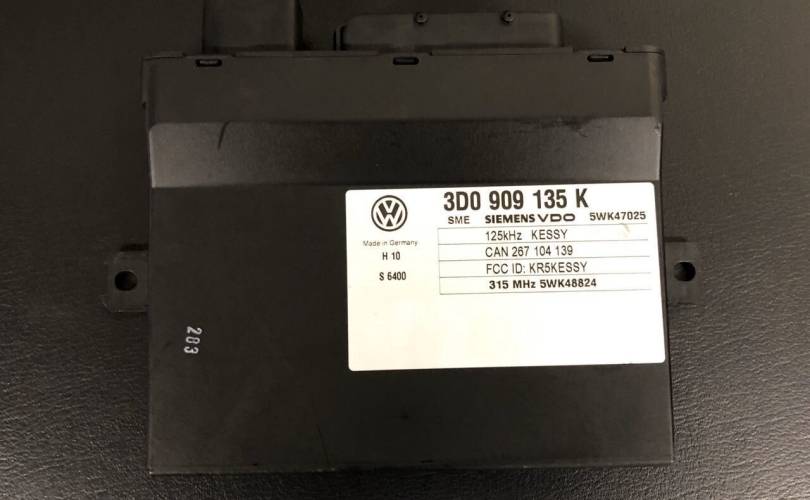 3D0 909 135 K
SME SIEMENS VDO 5WK47025
Made in Germany
H 10
S 6400
125kHz KESSY
CAN 267 104 139
FCC ID: KR5KESSY
315 MHz 5WK48824
283